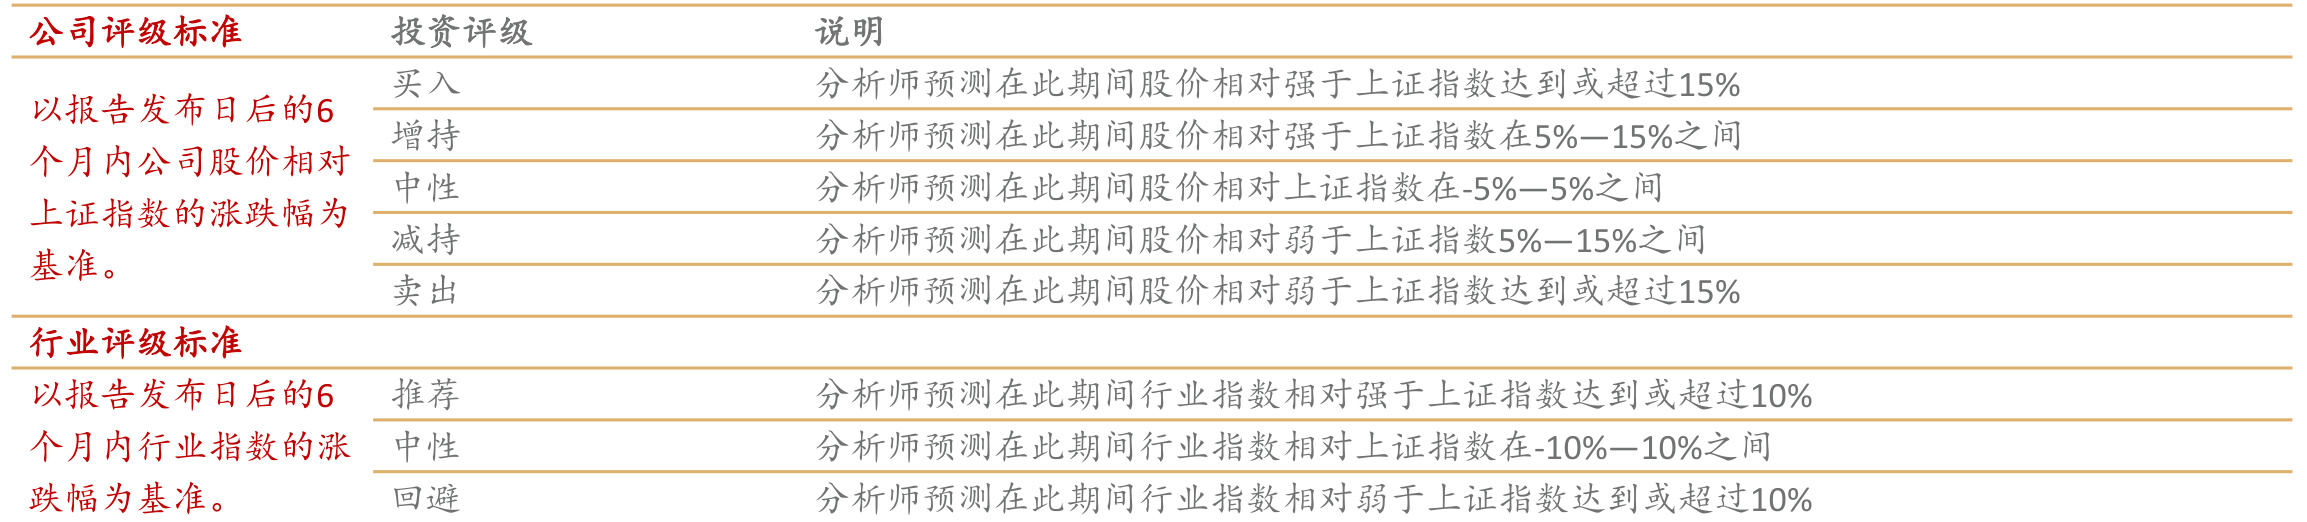 公司评级标准 投资评级 说明
以报告发布日后的6
个月内公司股价相对
上证指数的涨跌幅为
基准。
买入 分析师预测在此期间股价相对强于上证指数达到或超过15%
增持 分析师预测在此期间股价相对强于上证指数在5%—15%之间
中性 分析师预测在此期间股价相对上证指数在-5%—5%之间
减持 分析师预测在此期间股价相对弱于上证指数5%—15%之间
卖出 分析师预测在此期间股价相对弱于上证指数达到或超过15%
行业评级标准
以报告发布日后的6
个月内行业指数的涨
跌幅为基准。
推荐 分析师预测在此期间行业指数相对强于上证指数达到或超过10%
中性 分析师预测在此期间行业指数相对上证指数在-10%—10%之间
回避 分析师预测在此期间行业指数相对弱于上证指数达到或超过10%